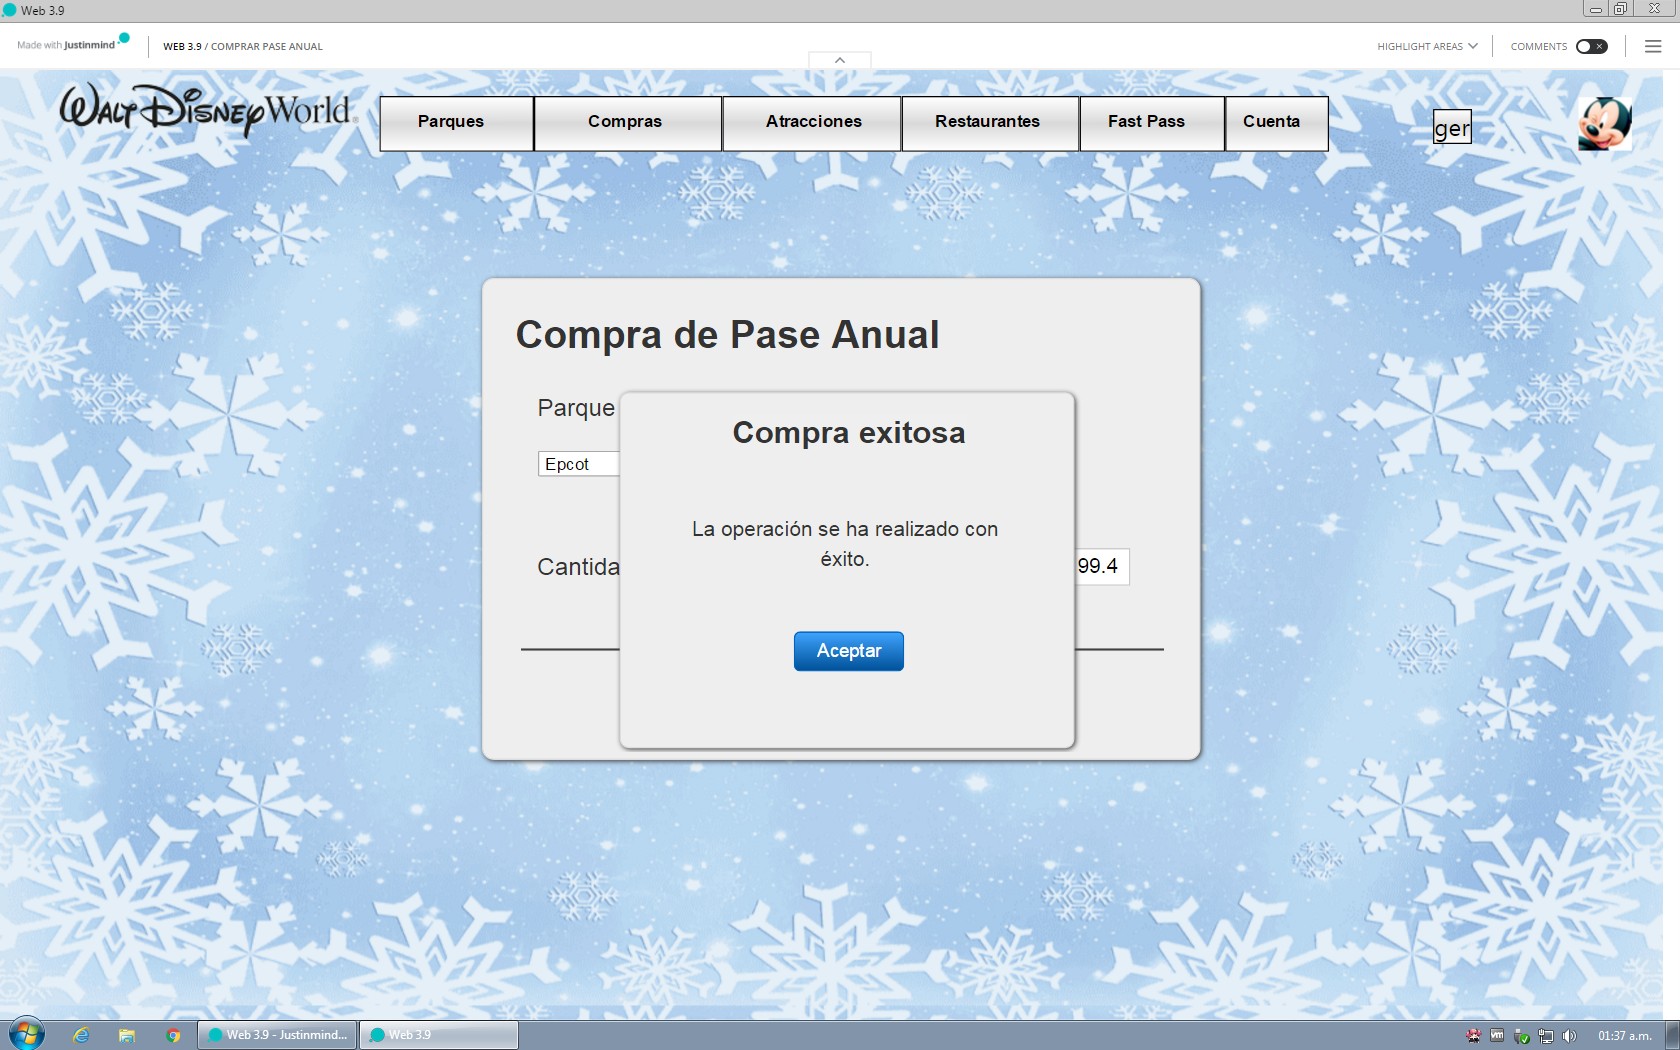 Web 3.9
Made with Justinmind
WEB 3.9 / COMPRAR PASE ANUAL
HIGHLIGHT AREAS
COMMENTS
Walt Disney World
Parques
Compras
Atracciones
Restaurantes
Fast Pass
Cuenta
ger
Compra de Pase Anual
Parque
Epcot
Cantida
99.4
Compra exitosa
La operación se ha realizado con
éxito.
Aceptar
Web 3.9 - Justinmind...
Web 3.9
vm
01:37 a.m.